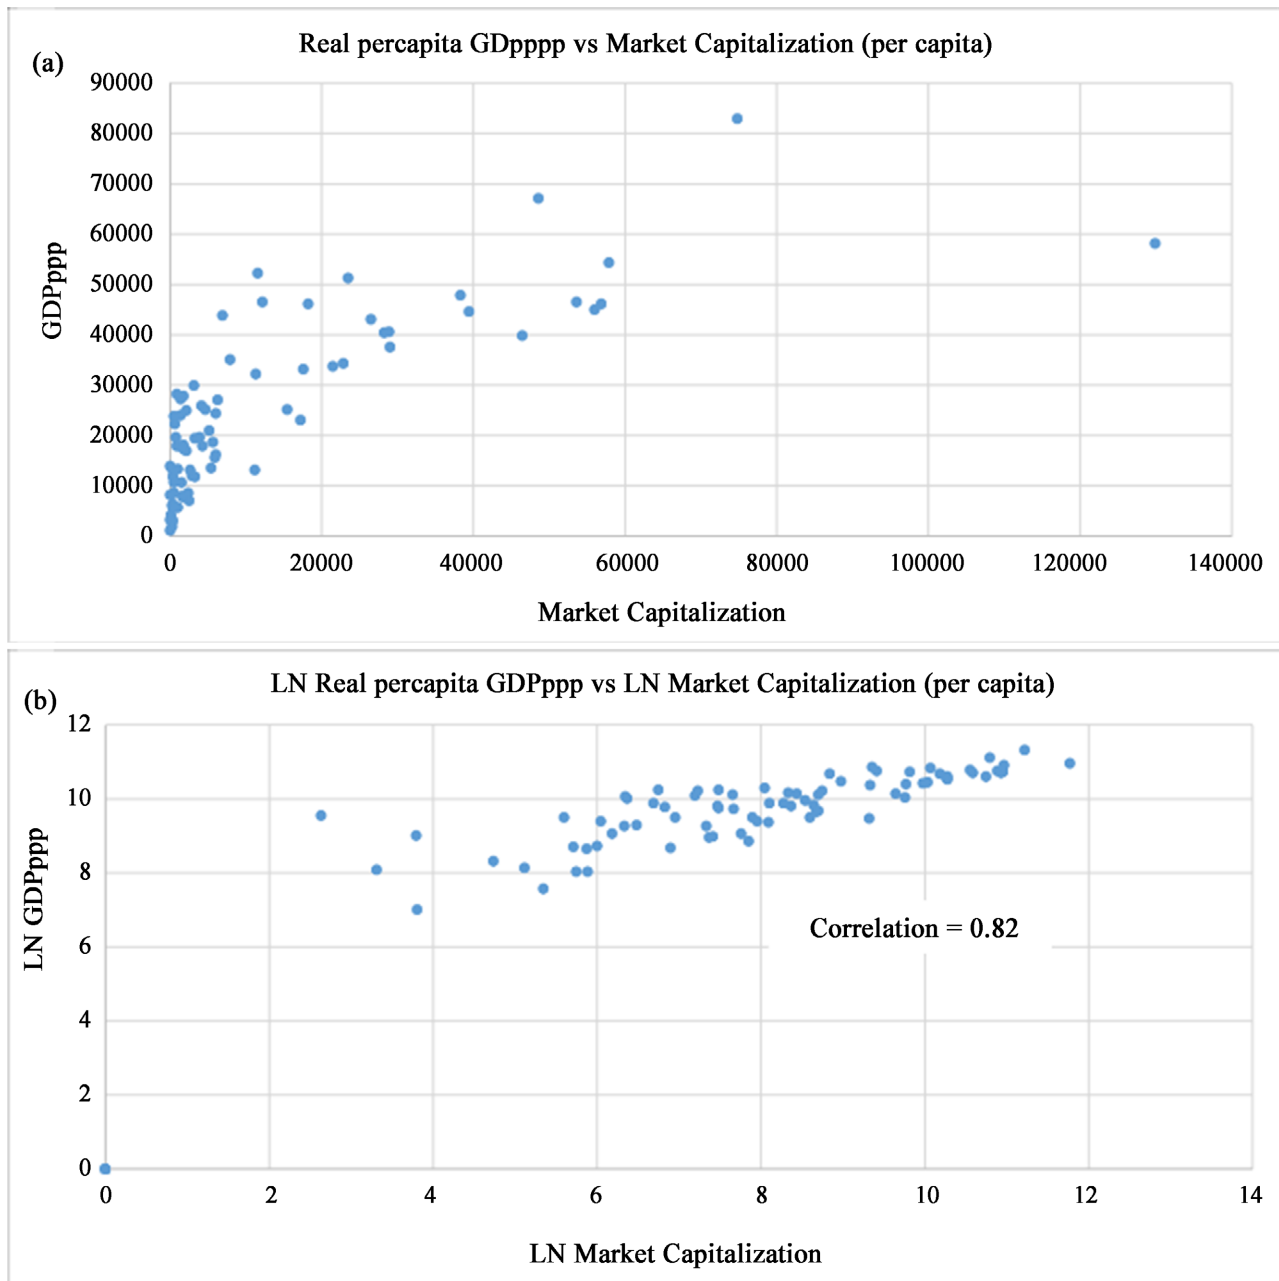 (a)
Real percapita GDpppp vs Market Capitalization (per capita)
90000
80000
70000
60000
50000
40000
30000
20000
10000
0
GDPppp
0 20000 40000 60000 80000 100000 120000 140000
Market Capitalization
(b)
LN Real percapita GDPppp vs LN Market Capitalization (per capita)
12
10
8
6
4
2
0
LN GDPppp
Correlation = 0.82
0 2 4 6 8 10 12 14
LN Market Capitalization